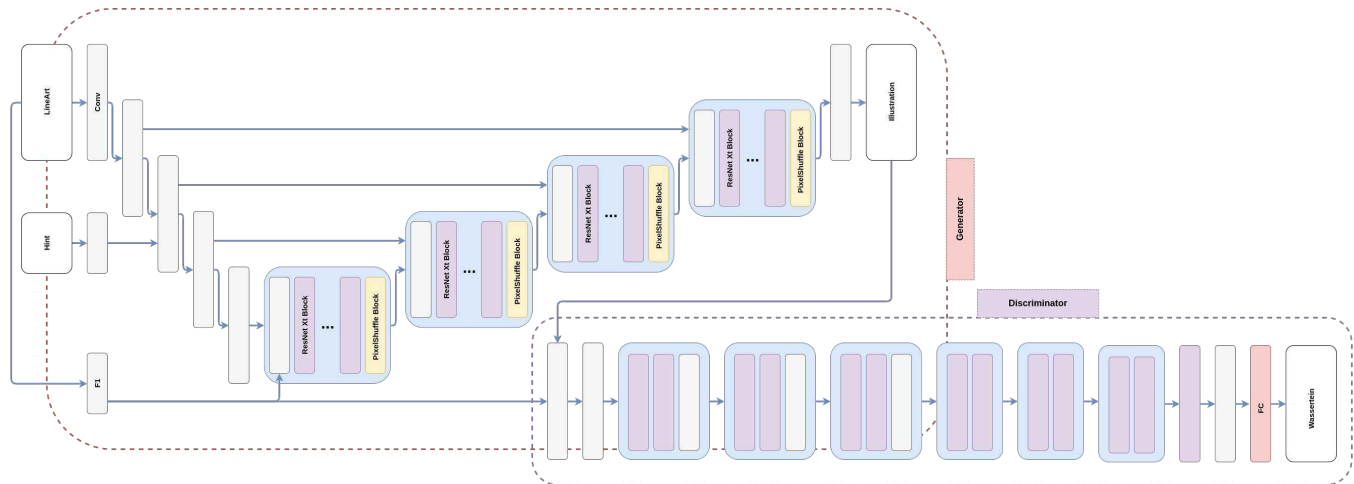 LineArt
Conv
Hint
F1
ResNet Xt Block
...
PixelShuffle Block
ResNet Xt Block
...
PixelShuffle Block
ResNet Xt Block
...
PixelShuffle Block
ResNet Xt Block
...
PixelShuffle Block
Illustration
Generator
Discriminator
FC
Wassertein